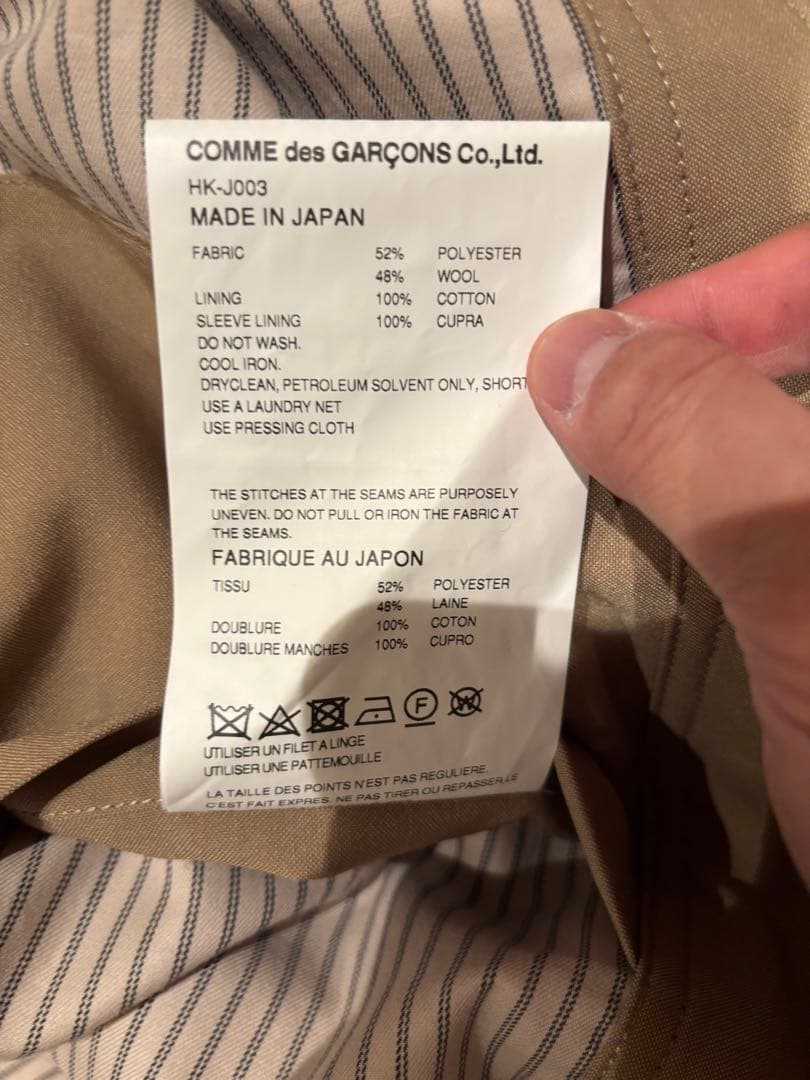 COMME des GARÇONS Co.,Ltd.
HK-J003
MADE IN JAPAN
FABRIC 52% POLYESTER
48% WOOL
LINING 100% COTTON
SLEEVE LINING 100% CUPRA
DO NOT WASH.
COOL IRON.
DRYCLEAN, PETROLEUM SOLVENT ONLY, SHORT
USE A LAUNDRY NET
USE PRESSING CLOTH
THE STITCHES AT THE SEAMS ARE PURPOSELY
UNEVEN. DO NOT PULL OR IRON THE FABRIC AT
THE SEAMS.
FABRIQUE AU JAPON
TISSU 52% POLYESTER
48% LAINE
DOUBLURE 100% COTON
DOUBLURE MANCHES 100% CUPRO
F W
UTILISER UN FILET A LINGE
UTILISER UNE PATTEMOUILLE
LA TAILLE DES POINTS N'EST PAS REGULIERE.
C'EST FAIT EXPRES. NE PAS TIRER OU REPASSER LE